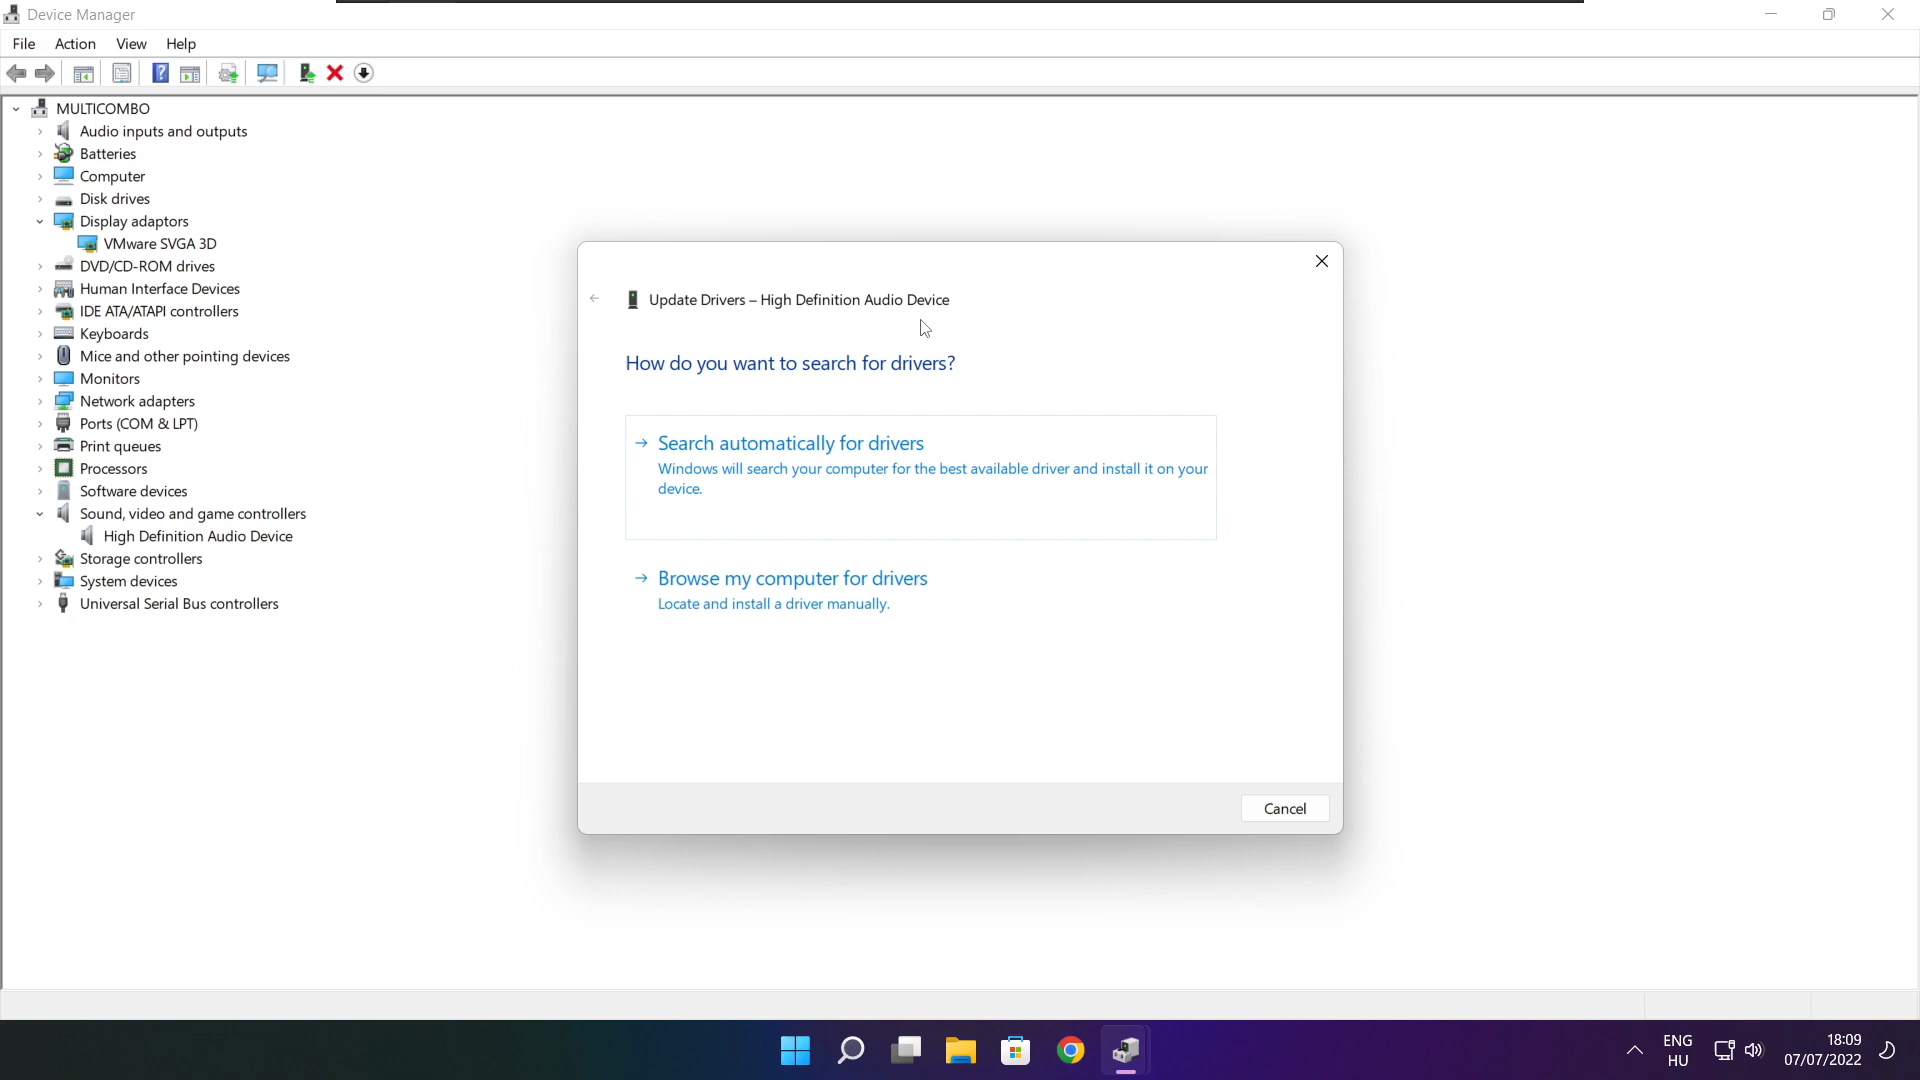 Device Manager
File Action View Help
MULTICOMBO
Audio inputs and outputs
Batteries
Computer
Disk drives
Display adaptors
VMware SVGA 3D
DVD/CD-ROM drives
Human Interface Devices
IDE ATA/ATAPI controllers
Keyboards
Mice and other pointing devices
Monitors
Network adapters
Ports (COM & LPT)
Print queues
Processors
Software devices
Sound, video and game controllers
High Definition Audio Device
Storage controllers
System devices
Universal Serial Bus controllers
Update Drivers – High Definition Audio Device
How do you want to search for drivers?
Search automatically for drivers
Windows will search your computer for the best available driver and install it on your
device.
Browse my computer for drivers
Locate and install a driver manually.
Cancel
ENG
HU
18:09
07/07/2022